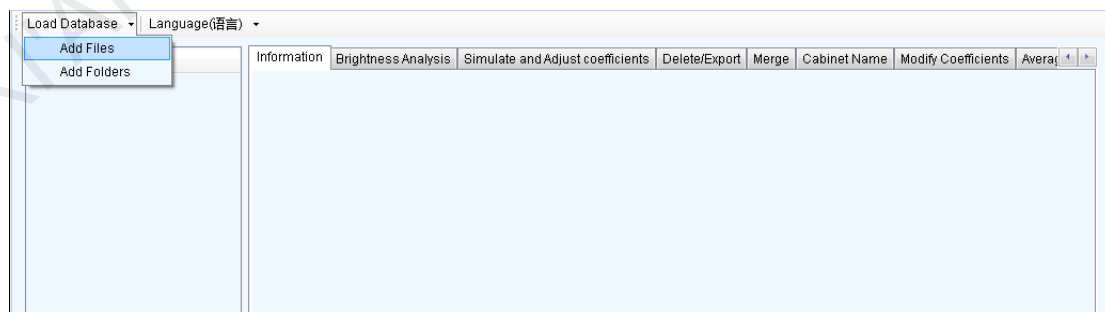 Load Database Language(语言)
Add Files
Add Folders
Information Brightness Analysis Simulate and Adjust coefficients Delete/Export Merge Cabinet Name Modify Coefficients